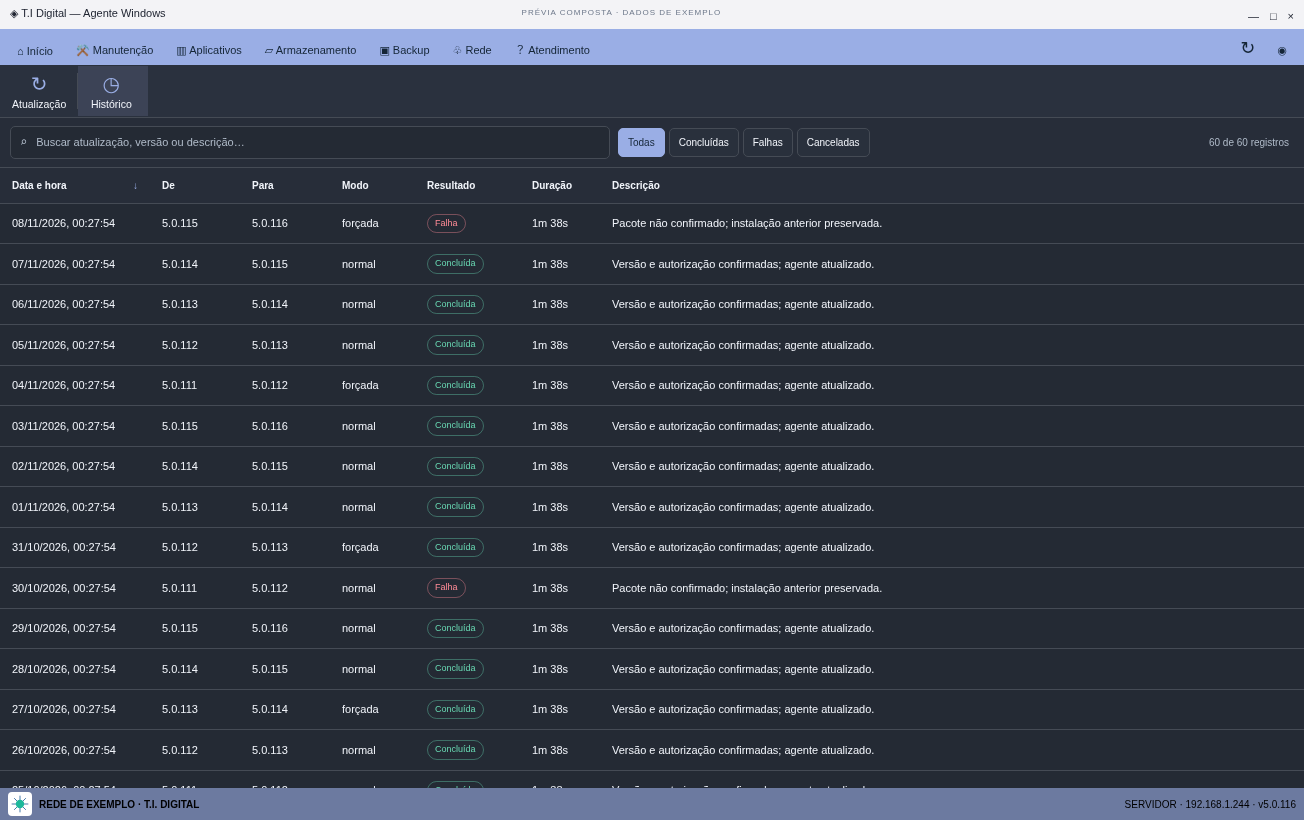 ◈ T.I Digital — Agente Windows
PRÉVIA COMPOSTA · DADOS DE EXEMPLO
⌂ Início Manutenção Aplicativos Armazenamento Backup Rede ? Atendimento
Atualização Histórico
Buscar atualização, versão ou descrição…
Todas Concluídas Falhas Canceladas
60 de 60 registros
Data e hora ↓ De Para Modo Resultado Duração Descrição
08/11/2026, 00:27:54 5.0.115 5.0.116 forçada Falha 1m 38s Pacote não confirmado; instalação anterior preservada.
07/11/2026, 00:27:54 5.0.114 5.0.115 normal Concluída 1m 38s Versão e autorização confirmadas; agente atualizado.
06/11/2026, 00:27:54 5.0.113 5.0.114 normal Concluída 1m 38s Versão e autorização confirmadas; agente atualizado.
05/11/2026, 00:27:54 5.0.112 5.0.113 normal Concluída 1m 38s Versão e autorização confirmadas; agente atualizado.
04/11/2026, 00:27:54 5.0.111 5.0.112 forçada Concluída 1m 38s Versão e autorização confirmadas; agente atualizado.
03/11/2026, 00:27:54 5.0.115 5.0.116 normal Concluída 1m 38s Versão e autorização confirmadas; agente atualizado.
02/11/2026, 00:27:54 5.0.114 5.0.115 normal Concluída 1m 38s Versão e autorização confirmadas; agente atualizado.
01/11/2026, 00:27:54 5.0.113 5.0.114 normal Concluída 1m 38s Versão e autorização confirmadas; agente atualizado.
31/10/2026, 00:27:54 5.0.112 5.0.113 forçada Concluída 1m 38s Versão e autorização confirmadas; agente atualizado.
30/10/2026, 00:27:54 5.0.111 5.0.112 normal Falha 1m 38s Pacote não confirmado; instalação anterior preservada.
29/10/2026, 00:27:54 5.0.115 5.0.116 normal Concluída 1m 38s Versão e autorização confirmadas; agente atualizado.
28/10/2026, 00:27:54 5.0.114 5.0.115 normal Concluída 1m 38s Versão e autorização confirmadas; agente atualizado.
27/10/2026, 00:27:54 5.0.113 5.0.114 forçada Concluída 1m 38s Versão e autorização confirmadas; agente atualizado.
26/10/2026, 00:27:54 5.0.112 5.0.113 normal Concluída 1m 38s Versão e autorização confirmadas; agente atualizado.
REDE DE EXEMPLO · T.I. DIGITAL
SERVIDOR · 192.168.1.244 · v5.0.116